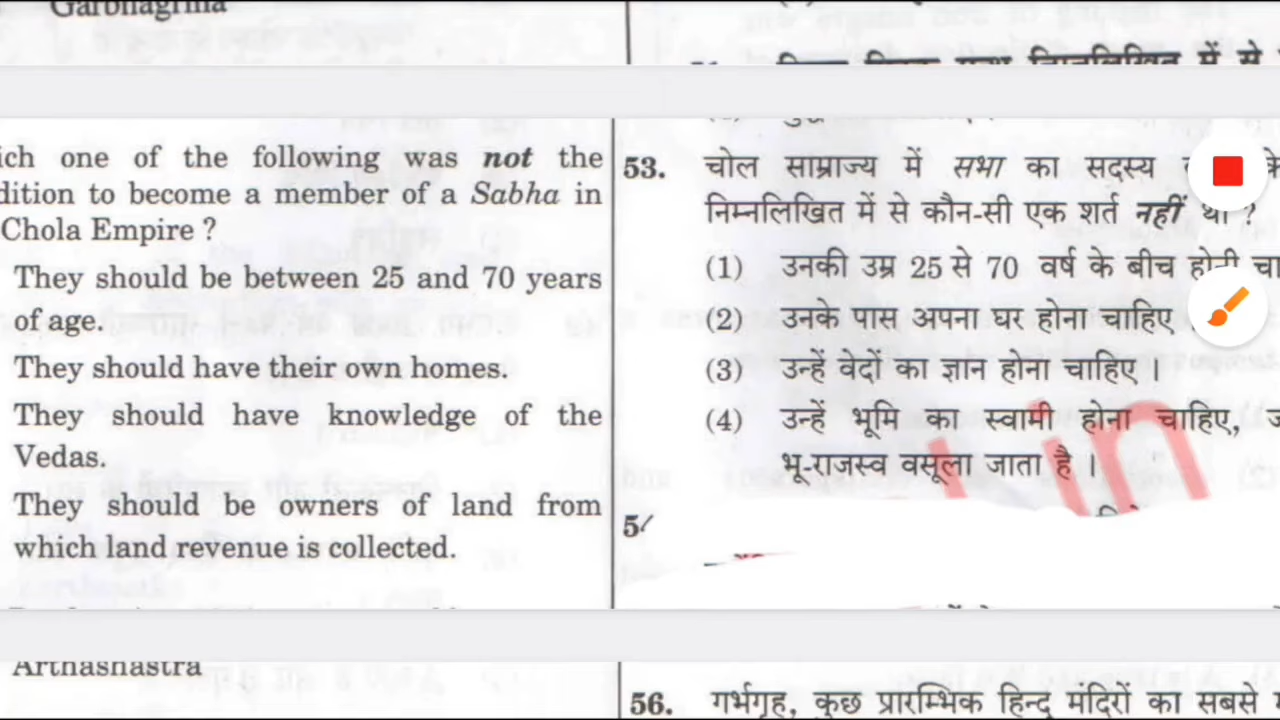 Garbhagriha
ich one of the following was not the
dition to become a member of a Sabha in
Chola Empire ?
They should be between 25 and 70 years
of age.
They should have their own homes.
They should have knowledge of the
Vedas.
They should be owners of land from
which land revenue is collected.
Arthashastra
में से
53. चोल साम्राज्य में सभा का सदस्य
निम्नलिखित में से कौन-सी एक शर्त नहीं था ?
(1) उनकी उम्र 25 से 70 वर्ष के बीच होनी चा
(2) उनके पास अपना घर होना चाहिए
(3) उन्हें वेदों का ज्ञान होना चाहिए ।
(4) उन्हें भूमि का स्वामी होना चाहिए, ज
भू-राजस्व वसूला जाता है ।
56. गर्भगृह, कुछ प्रारम्भिक हिन्दू मंदिरों का सबसे